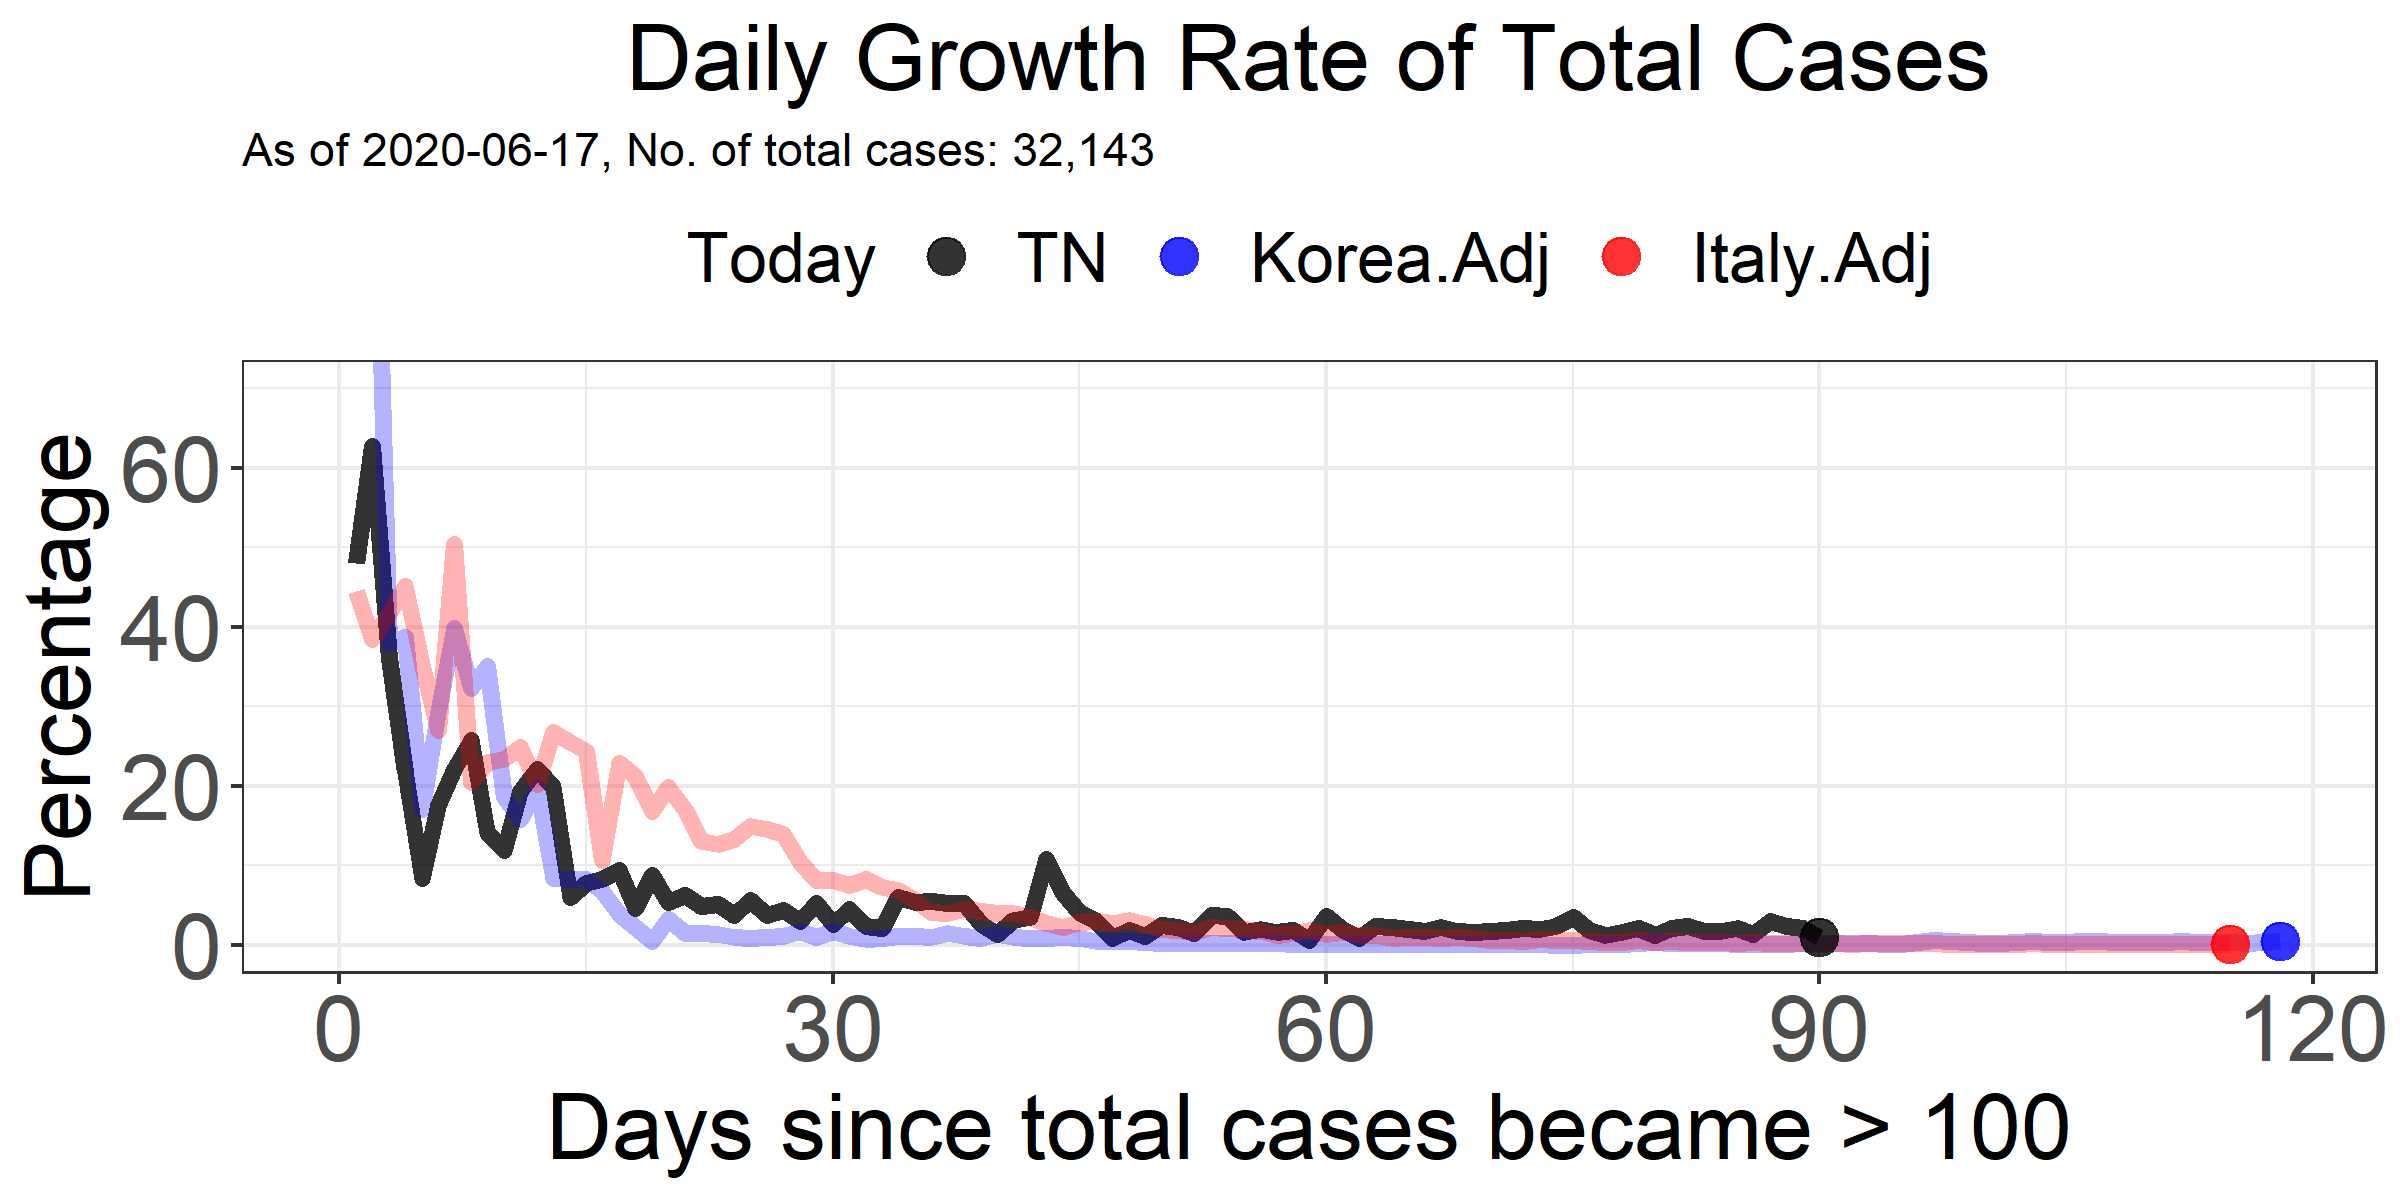 Daily Growth Rate of Total Cases
As of 2020-06-17, No. of total cases: 32,143
Today TN Korea.Adj Italy.Adj
Percentage
60
40
20
0
0 30 60 90 120
Days since total cases became > 100